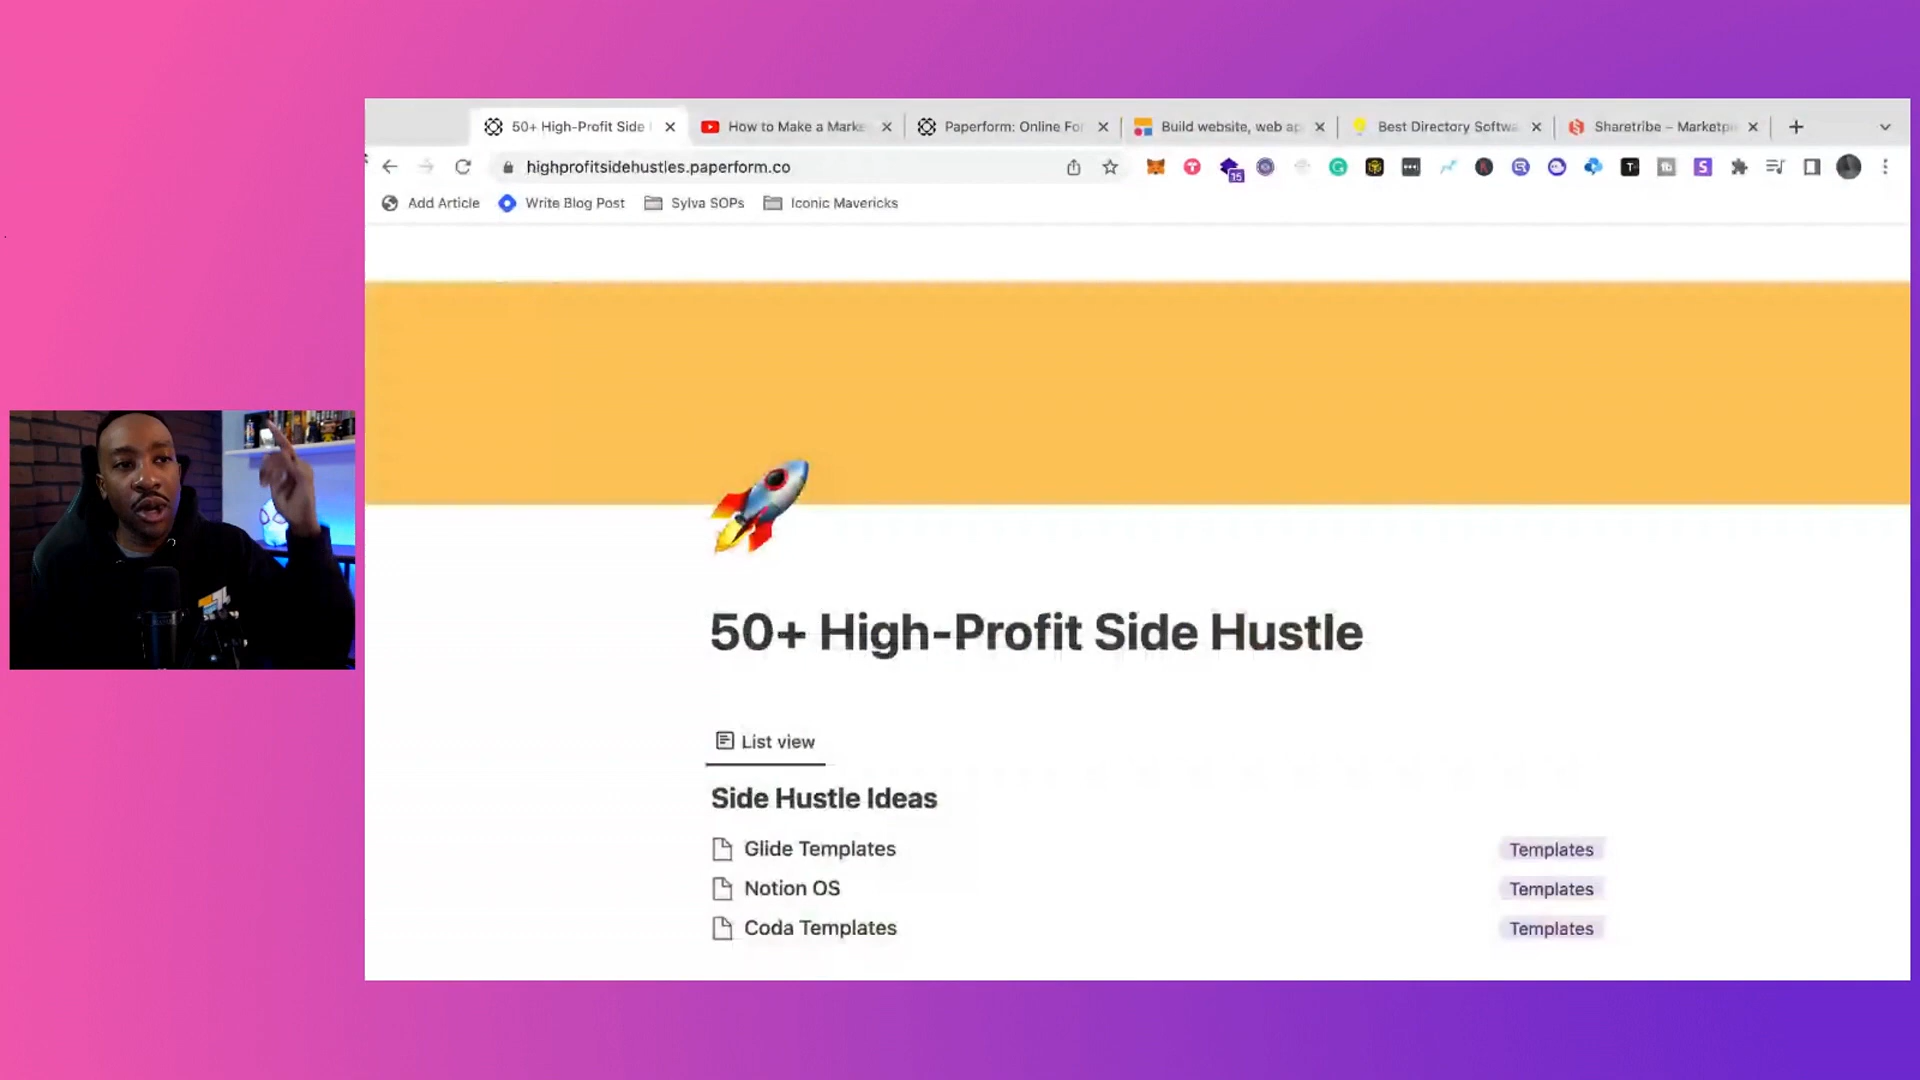 50+ High-Profit Side
How to Make a Marke
Paperform: Online For
Build website, web ap
Best Directory Softwa
Sharetribe – Marketpl
highprofitsidehustles.paperform.co
15
Add Article
Write Blog Post
Sylva SOPs
Iconic Mavericks
50+ High-Profit Side Hustle
List view
Side Hustle Ideas
Glide Templates
Templates
Notion OS
Templates
Coda Templates
Templates